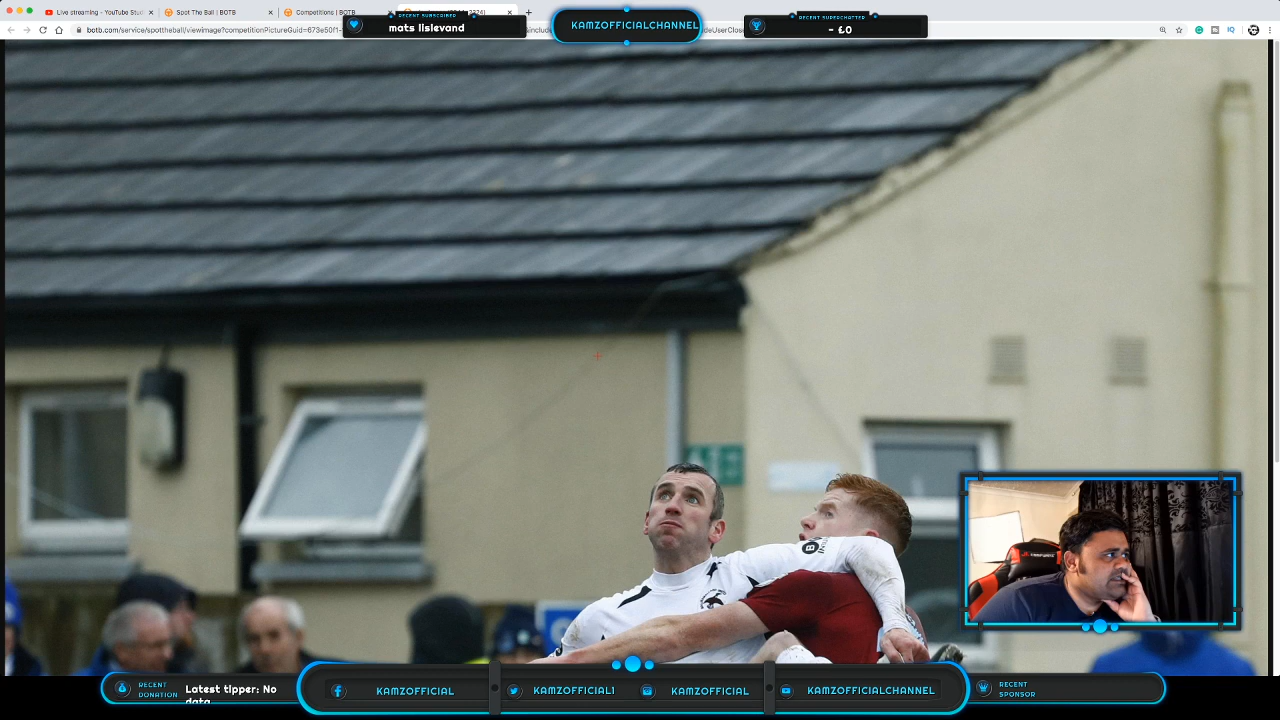 Live streaming - YouTube Stud
Spot The Ball | BOTB
Competitions | BOTB
botb.com/service/spottheball/viewimage?competitionPictureGuid=673e50f1-
RECENT SUBSCRIBER
mats lislevand
KAMZOFFICIALCHANNEL
RECENT SUPERCHATTER
- £0
RECENT
DONATION
Latest tipper: No
data
KAMZOFFICIAL
KAMZOFFICIAL1
KAMZOFFICIAL
KAMZOFFICIALCHANNEL
RECENT
SPONSOR